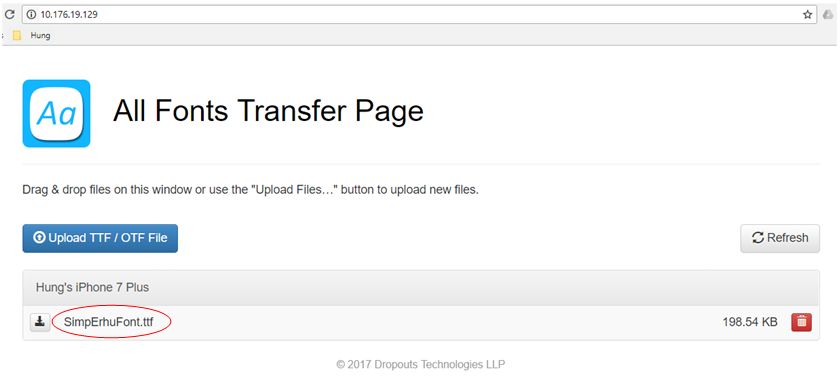 10.176.19.129
Hung
Aa
All Fonts Transfer Page
Drag & drop files on this window or use the "Upload Files…" button to upload new files.
Upload TTF / OTF File
Refresh
Hung's iPhone 7 Plus
SimpErhuFont.ttf 198.54 KB
© 2017 Dropouts Technologies LLP